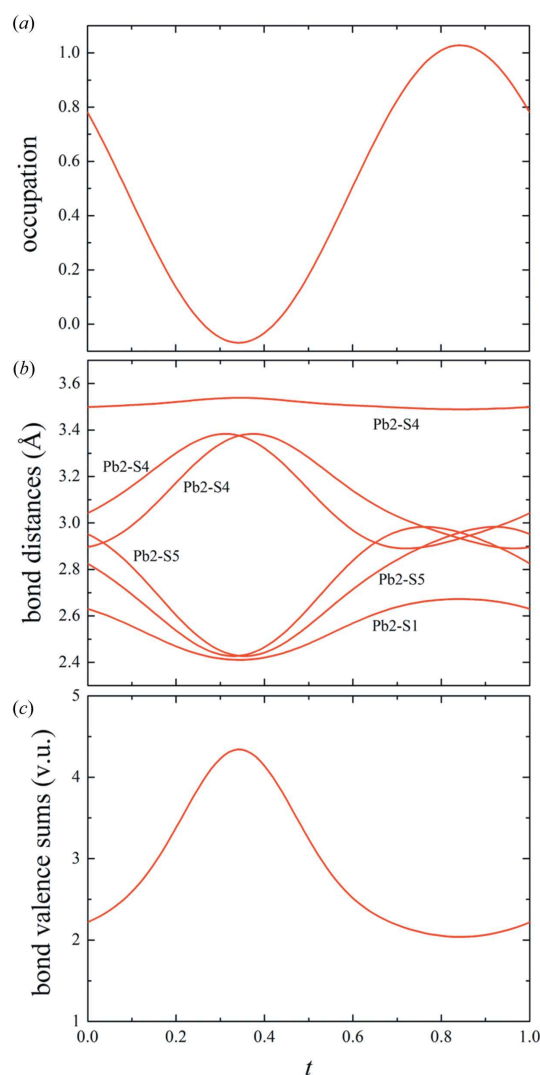 (a)
occupation
1.0
0.8
0.6
0.4
0.2
0.0
(b)
bond distances (Å)
3.6
3.4
3.2
3.0
2.8
2.6
2.4
Pb2-S4
Pb2-S4
Pb2-S4
Pb2-S5
Pb2-S5
Pb2-S1
(c)
bond valence sums (v.u.)
5
4
3
2
1
0.0 0.2 0.4 0.6 0.8 1.0
t